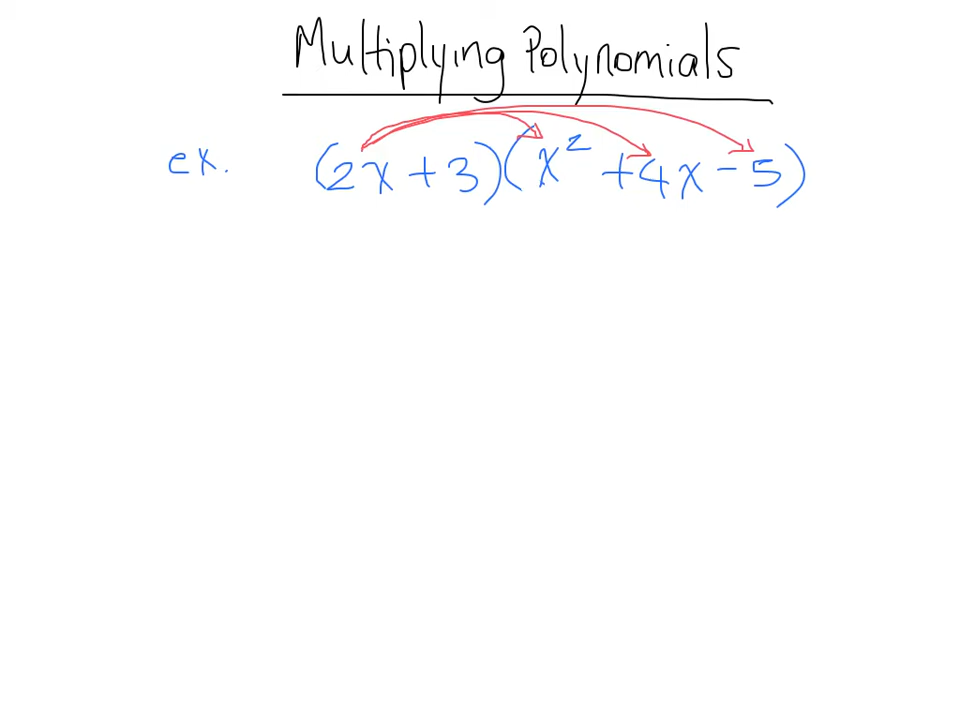 Multiplying Polynomials
ex. (2x + 3)(x² + 4x - 5)